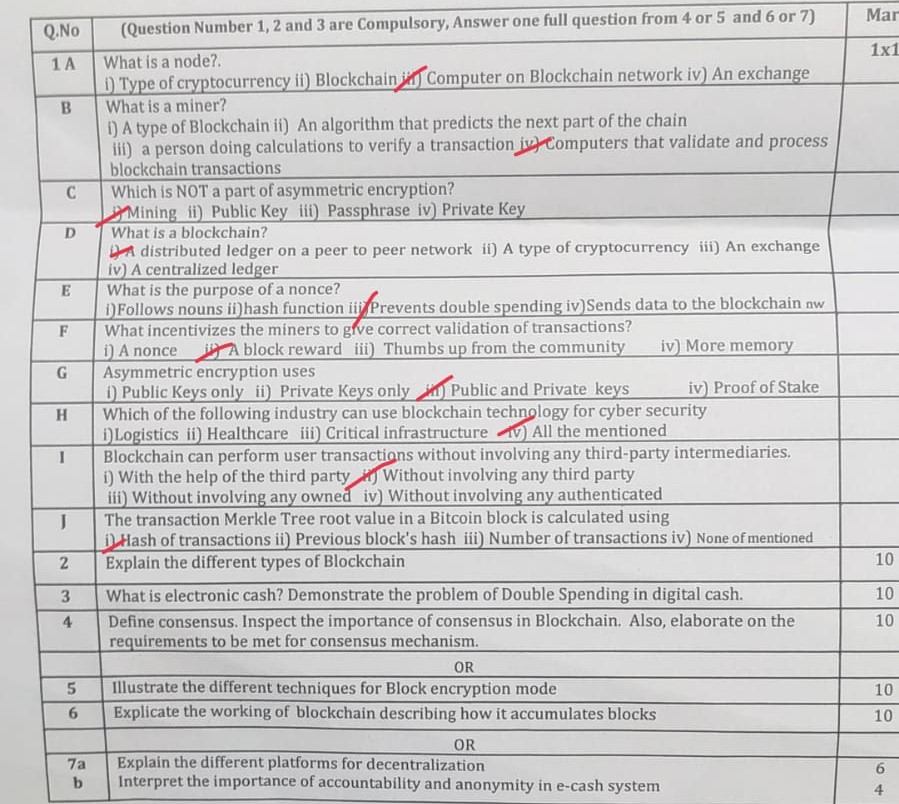 Q.No (Question Number 1, 2 and 3 are Compulsory, Answer one full question from 4 or 5 and 6 or 7) Mar
1 A What is a node?. 1x1
i) Type of cryptocurrency ii) Blockchain iii) Computer on Blockchain network iv) An exchange
B What is a miner?
i) A type of Blockchain ii) An algorithm that predicts the next part of the chain
iii) a person doing calculations to verify a transaction iv) Computers that validate and process
blockchain transactions
C Which is NOT a part of asymmetric encryption?
i) Mining ii) Public Key iii) Passphrase iv) Private Key
D What is a blockchain?
i) A distributed ledger on a peer to peer network ii) A type of cryptocurrency iii) An exchange
iv) A centralized ledger
E What is the purpose of a nonce?
i)Follows nouns ii)hash function iii)Prevents double spending iv)Sends data to the blockchain nw
F What incentivizes the miners to give correct validation of transactions?
i) A nonce ii) A block reward iii) Thumbs up from the community iv) More memory
G Asymmetric encryption uses
i) Public Keys only ii) Private Keys only iii) Public and Private keys iv) Proof of Stake
H Which of the following industry can use blockchain technology for cyber security
i)Logistics ii) Healthcare iii) Critical infrastructure iv) All the mentioned
I Blockchain can perform user transactions without involving any third-party intermediaries.
i) With the help of the third party ii) Without involving any third party
iii) Without involving any owned iv) Without involving any authenticated
J The transaction Merkle Tree root value in a Bitcoin block is calculated using
i) Hash of transactions ii) Previous block's hash iii) Number of transactions iv) None of mentioned
2 Explain the different types of Blockchain 10
3 What is electronic cash? Demonstrate the problem of Double Spending in digital cash. 10
4 Define consensus. Inspect the importance of consensus in Blockchain. Also, elaborate on the 10
requirements to be met for consensus mechanism.
OR
5 Illustrate the different techniques for Block encryption mode 10
6 Explicate the working of blockchain describing how it accumulates blocks 10
OR
7a Explain the different platforms for decentralization 6
b Interpret the importance of accountability and anonymity in e-cash system 4